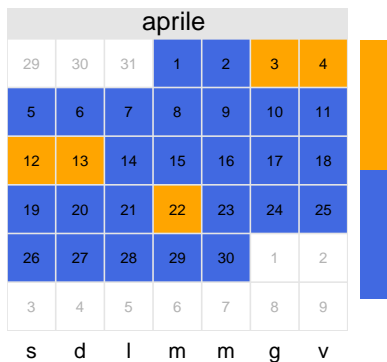 aprile
29 30 31 1 2 3 4
5 6 7 8 9 10 11
12 13 14 15 16 17 18
19 20 21 22 23 24 25
26 27 28 29 30 1 2
3 4 5 6 7 8 9
s d l m m g v